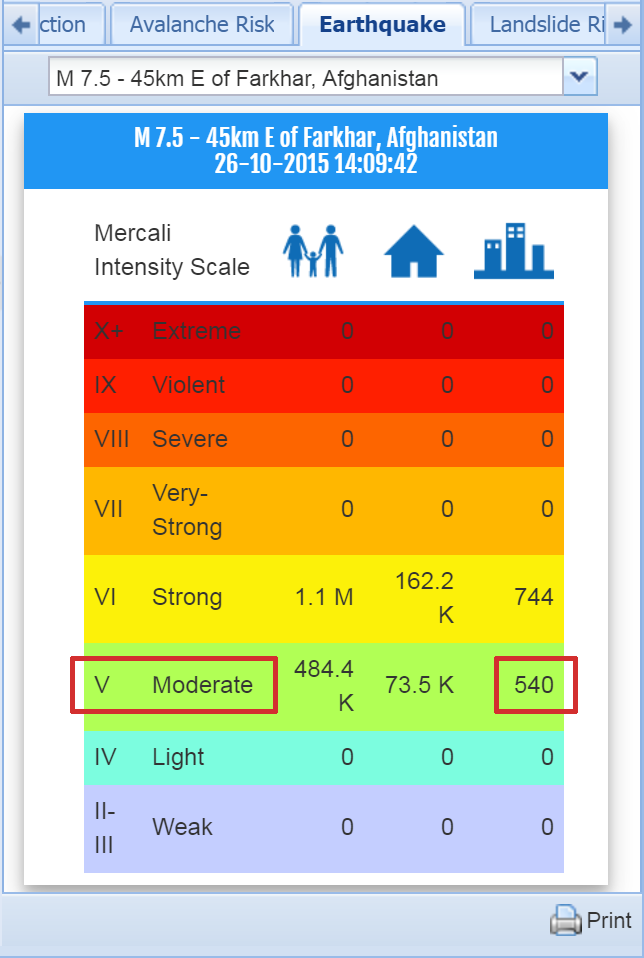 ction
Avalanche Risk
Earthquake
Landslide Ri
M 7.5 - 45km E of Farkhar, Afghanistan
M 7.5 - 45km E of Farkhar, Afghanistan
26-10-2015 14:09:42
Mercali
Intensity Scale
X+ Extreme 0 0 0
IX Violent 0 0 0
VIII Severe 0 0 0
VII Very-
Strong 0 0 0
VI Strong 1.1 M 162.2
K 744
V Moderate 484.4
K 73.5 K 540
IV Light 0 0 0
II-
III Weak 0 0 0
Print